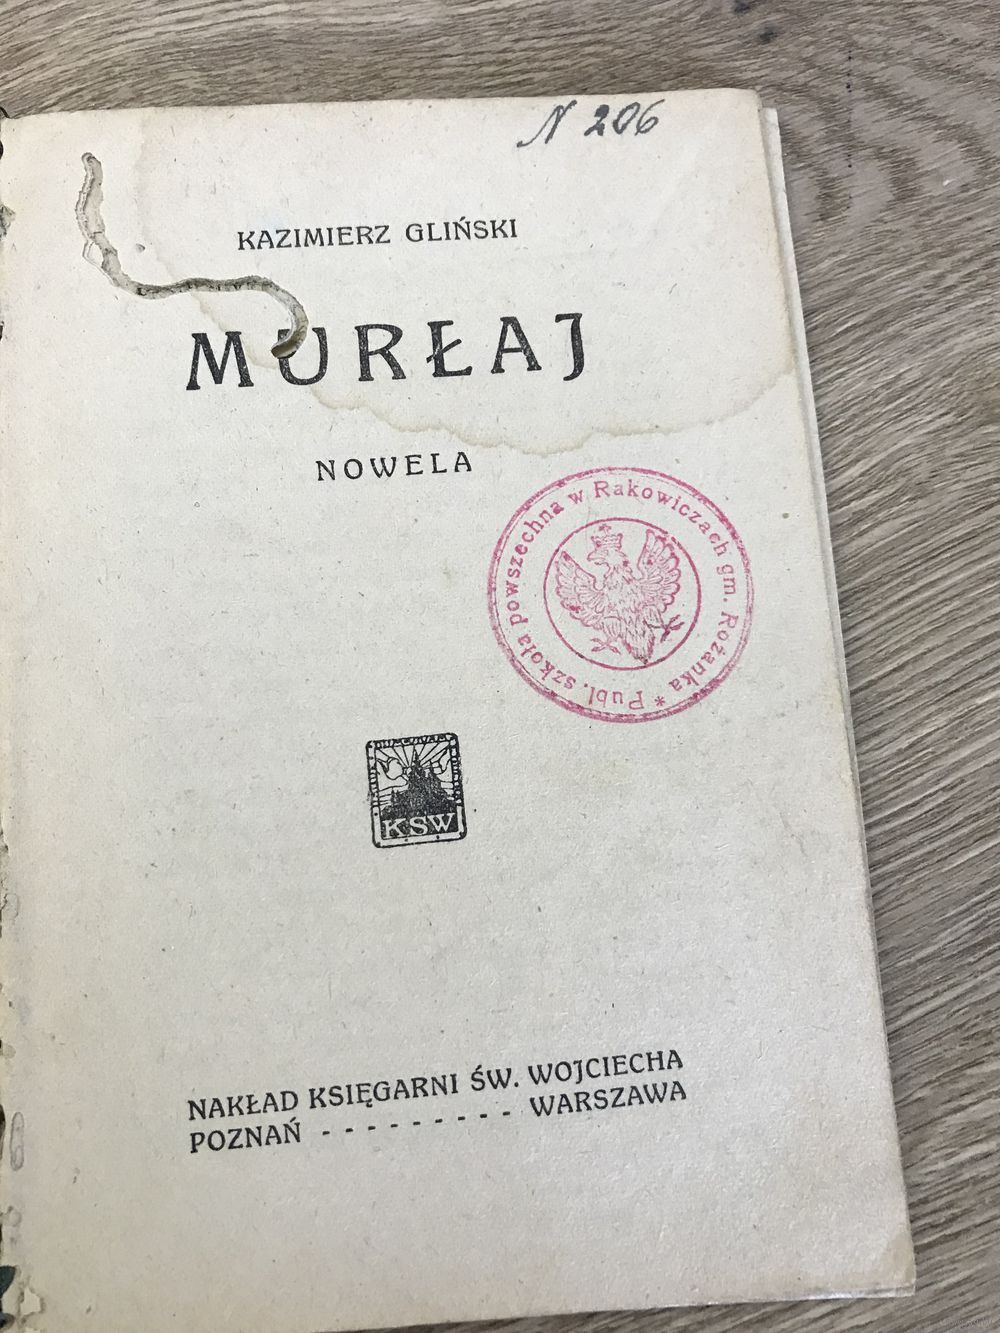 N 206
KAZIMIERZ GLIŃSKI
MURŁAJ
NOWELA
Publ. szkoła powszechna w Rakowiczach gm. Rożanka *
KSW
NAKŁAD KSIĘGARNI ŚW. WOJCIECHA
POZNAŃ - - - - - - - - - WARSZAWA